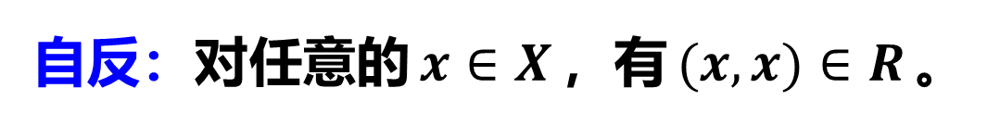 自反：对任意的 x ∈ X ，有 (x, x) ∈ R 。